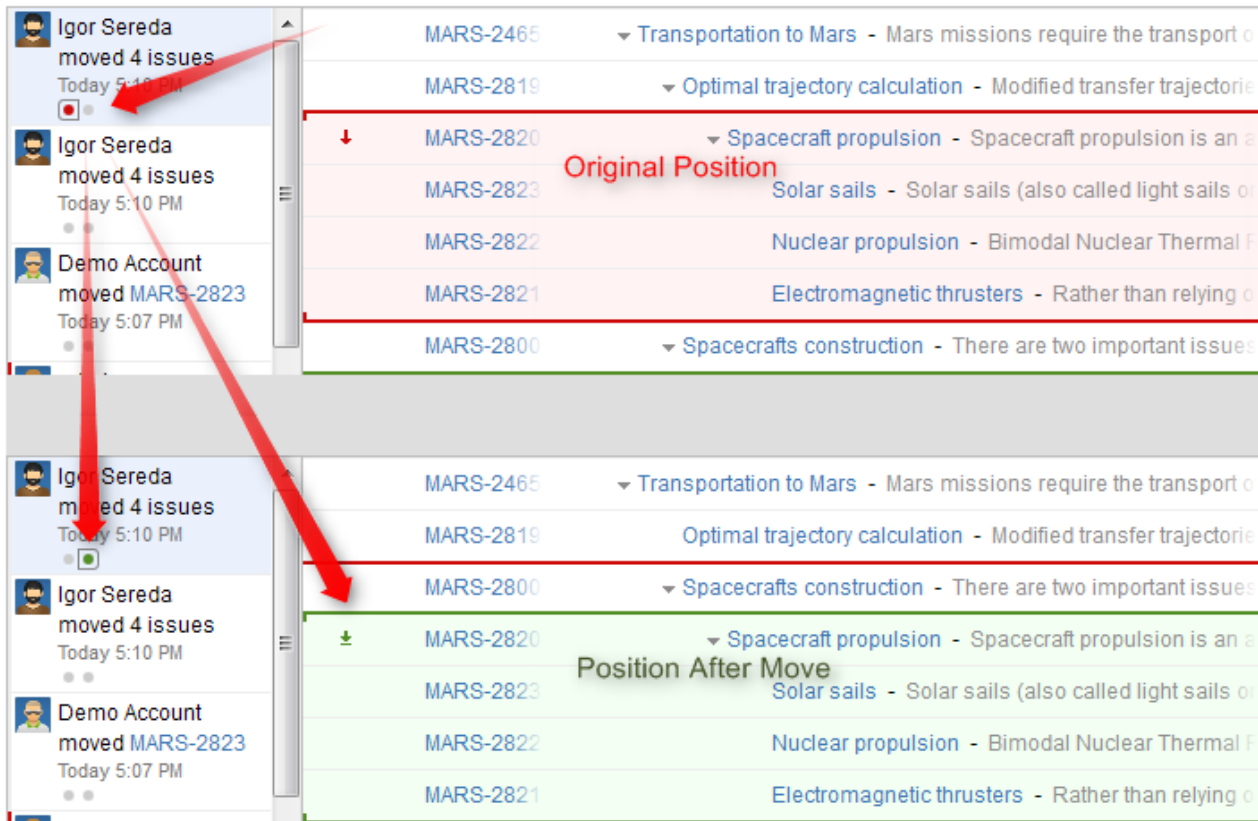 Igor Sereda
moved 4 issues
Today 5:10 PM
Igor Sereda
moved 4 issues
Today 5:10 PM
Demo Account
moved MARS-2823
Today 5:07 PM
MARS-2465 Transportation to Mars - Mars missions require the transport o
MARS-2819 Optimal trajectory calculation - Modified transfer trajectorie
MARS-2820 Spacecraft propulsion - Spacecraft propulsion is an a
Original Position
MARS-2823 Solar sails - Solar sails (also called light sails or
MARS-2822 Nuclear propulsion - Bimodal Nuclear Thermal R
MARS-2821 Electromagnetic thrusters - Rather than relying o
MARS-2800 Spacecrafts construction - There are two important issues
Igor Sereda
moved 4 issues
Today 5:10 PM
Igor Sereda
moved 4 issues
Today 5:10 PM
Demo Account
moved MARS-2823
Today 5:07 PM
MARS-2465 Transportation to Mars - Mars missions require the transport o
MARS-2819 Optimal trajectory calculation - Modified transfer trajectorie
MARS-2800 Spacecrafts construction - There are two important issues
MARS-2820 Spacecraft propulsion - Spacecraft propulsion is an a
Position After Move
MARS-2823 Solar sails - Solar sails (also called light sails or
MARS-2822 Nuclear propulsion - Bimodal Nuclear Thermal R
MARS-2821 Electromagnetic thrusters - Rather than relying o